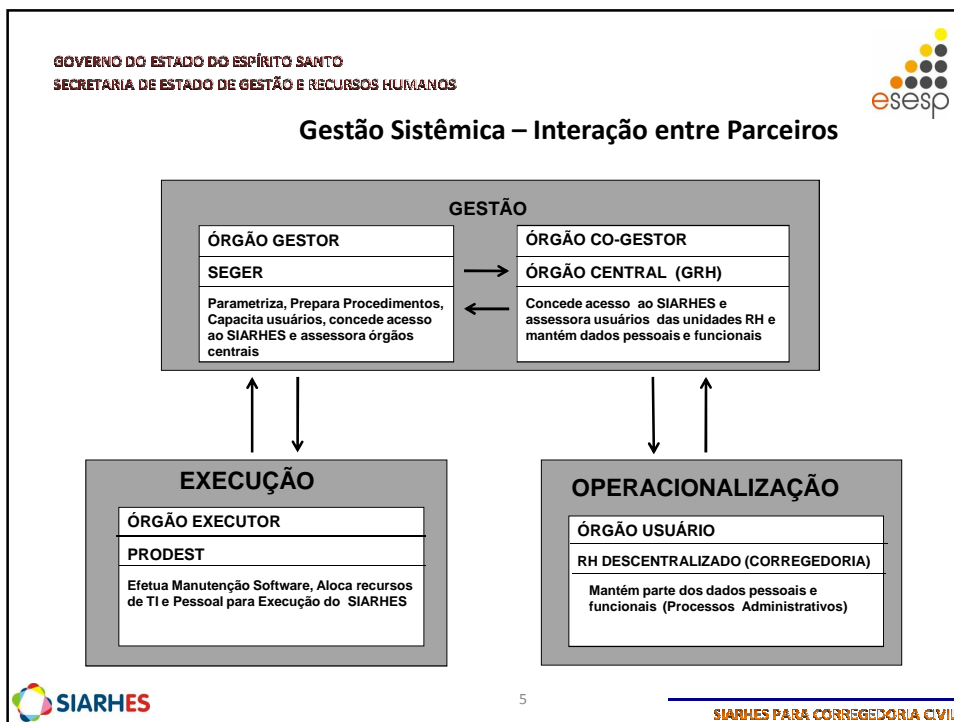 GOVERNO DO ESTADO DO ESPÍRITO SANTO
SECRETARIA DE ESTADO DE GESTÃO E RECURSOS HUMANOS
esesp
Gestão Sistêmica – Interação entre Parceiros
GESTÃO
ÓRGÃO GESTOR
SEGER
Parametriza, Prepara Procedimentos,
Capacita usuários, concede acesso
ao SIARHES e assessora órgãos
centrais
ÓRGÃO CO-GESTOR
ÓRGÃO CENTRAL (GRH)
Concede acesso ao SIARHES e
assessora usuários das unidades RH e
mantém dados pessoais e funcionais
EXECUÇÃO
ÓRGÃO EXECUTOR
PRODEST
Efetua Manutenção Software, Aloca recursos
de TI e Pessoal para Execução do SIARHES
OPERACIONALIZAÇÃO
ÓRGÃO USUÁRIO
RH DESCENTRALIZADO (CORREGEDORIA)
Mantém parte dos dados pessoais e
funcionais (Processos Administrativos)
SIARHES
5
SIARHES PARA CORREGEDORIA CIVIL